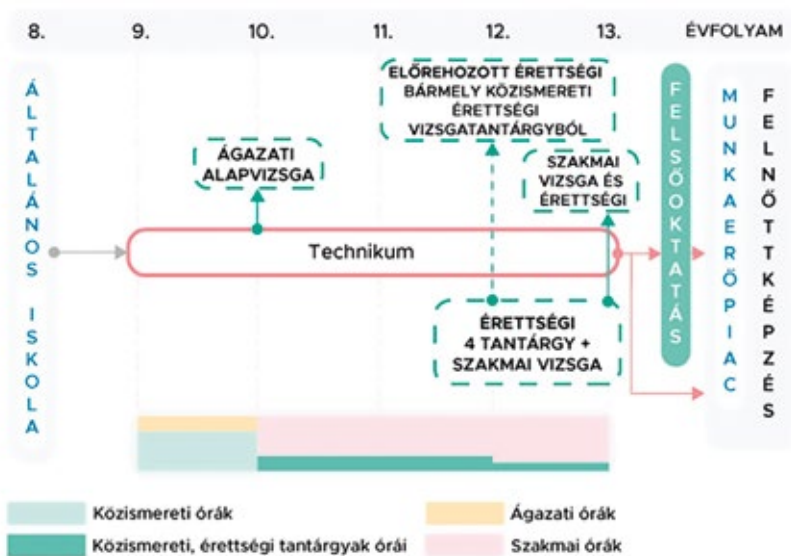 8. 9. 10. 11. 12. 13. ÉVFOLYAM
ÁLTALÁNOS ISKOLA
ÁGAZATI
ALAPVIZSGA
ELŐREHOZOTT ÉRETTSÉGI
BÁRMELY KÖZISMERETI
ÉRETTSÉGI
VIZSGATANTÁRGYBÓL
SZAKMAI
VIZSGA ÉS
ÉRETTSÉGI
Technikum
ÉRETTSÉGI
4 TANTÁRGY +
SZAKMAI VIZSGA
FELSŐOKTATÁS
MUNKAERŐPIAC
FELNŐTTKÉPZÉS
Közismereti órák
Ágazati órák
Közismereti, érettségi tantárgyak órái
Szakmai órák